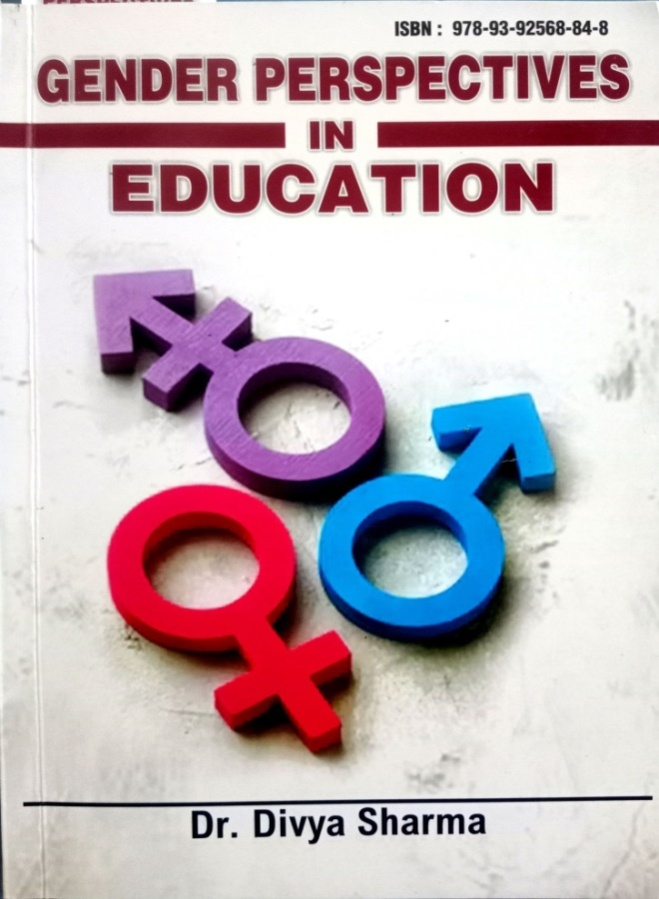 ISBN : 978-93-92568-84-8
GENDER PERSPECTIVES
IN
EDUCATION
Dr. Divya Sharma